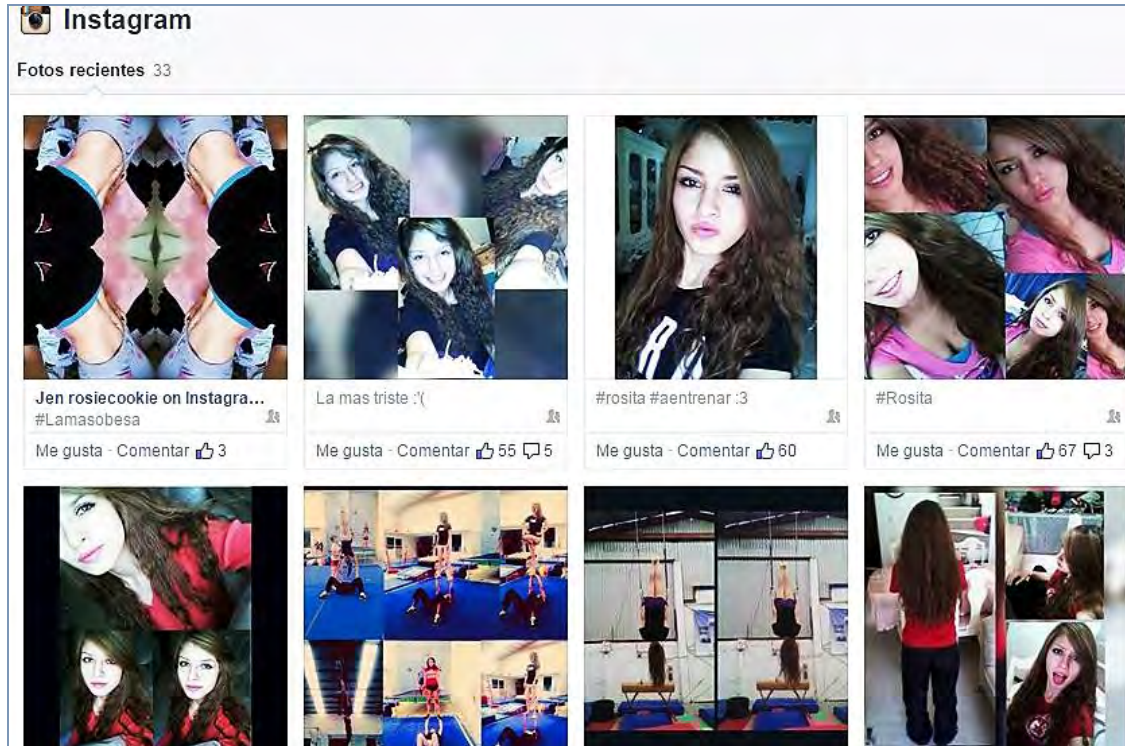 Instagram
Fotos recientes 33
Jen rosiecookie on Instagra...
#Lamasobesa
Me gusta · Comentar 3
La mas triste :'(
Me gusta · Comentar 55 5
#rosita #aentrenar :3
Me gusta · Comentar 60
#Rosita
Me gusta · Comentar 67 3